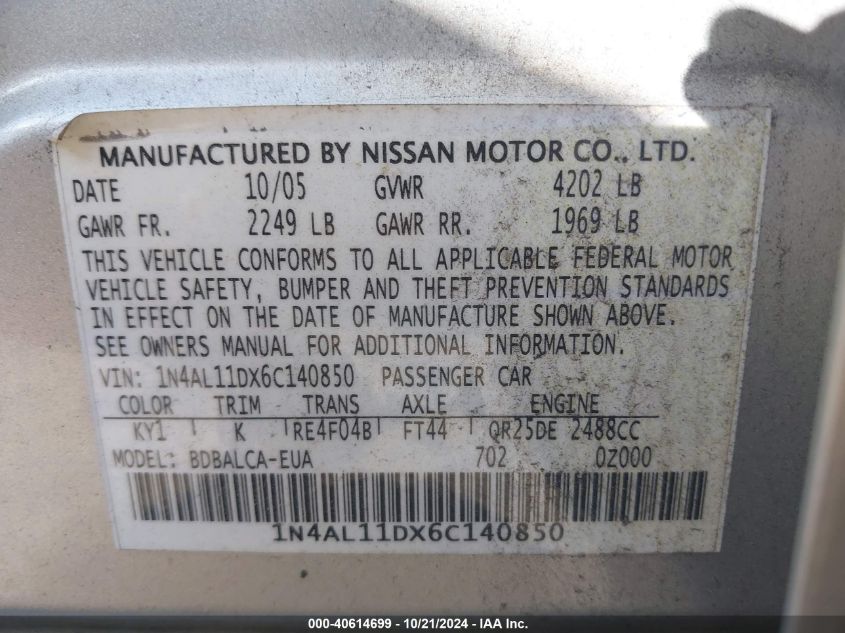 MANUFACTURED BY NISSAN MOTOR CO., LTD.
DATE 10/05 GVWR 4202 LB
GAWR FR. 2249 LB GAWR RR. 1969 LB
THIS VEHICLE CONFORMS TO ALL APPLICABLE FEDERAL MOTOR
VEHICLE SAFETY, BUMPER AND THEFT PREVENTION STANDARDS
IN EFFECT ON THE DATE OF MANUFACTURE SHOWN ABOVE.
SEE OWNERS MANUAL FOR ADDITIONAL INFORMATION.
VIN: 1N4AL11DX6C140850 PASSENGER CAR
COLOR TRIM TRANS AXLE ENGINE
KY1 K RE4F04B FT44 QR25DE 2488CC
MODEL: BDBALCA-EUA 702 0Z000
1N4AL11DX6C140850
000-40614699 - 10/21/2024 - IAAI.com